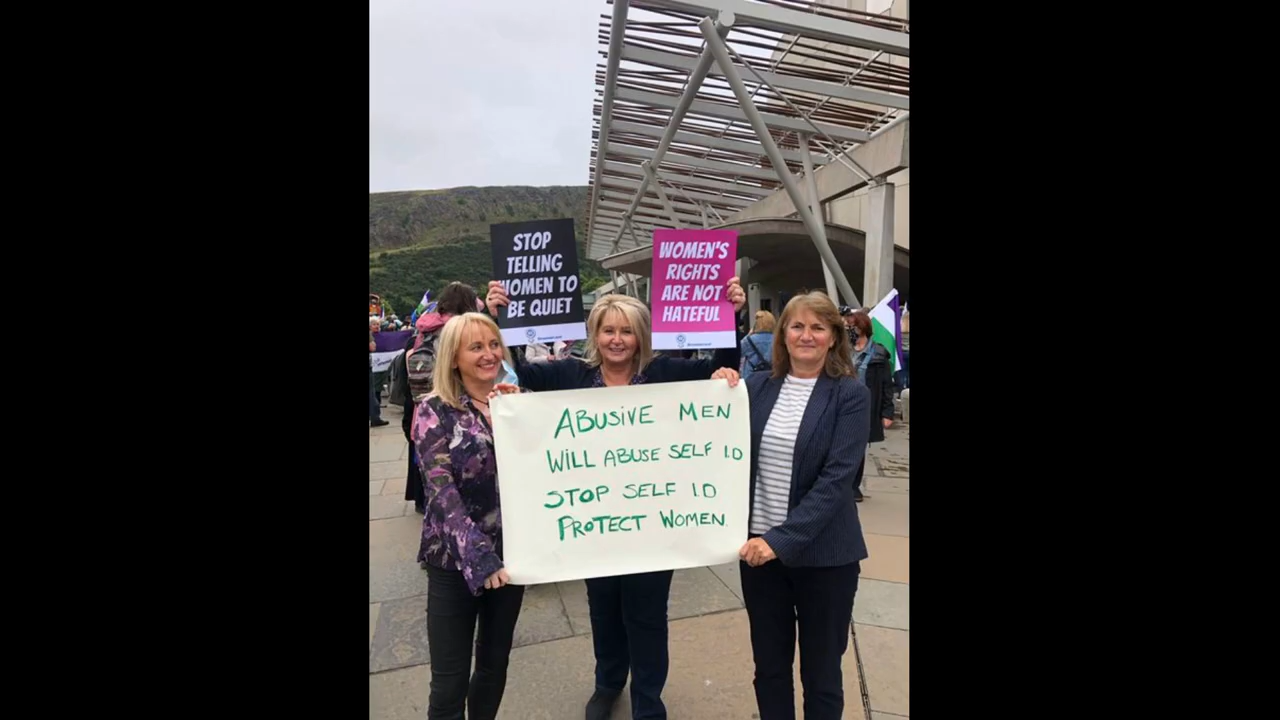 STOP
TELLING
WOMEN TO
BE QUIET
WOMEN'S
RIGHTS
ARE NOT
HATEFUL
ABUSIVE MEN
WILL ABUSE SELF I.D
STOP SELF I.D
PROTECT WOMEN.